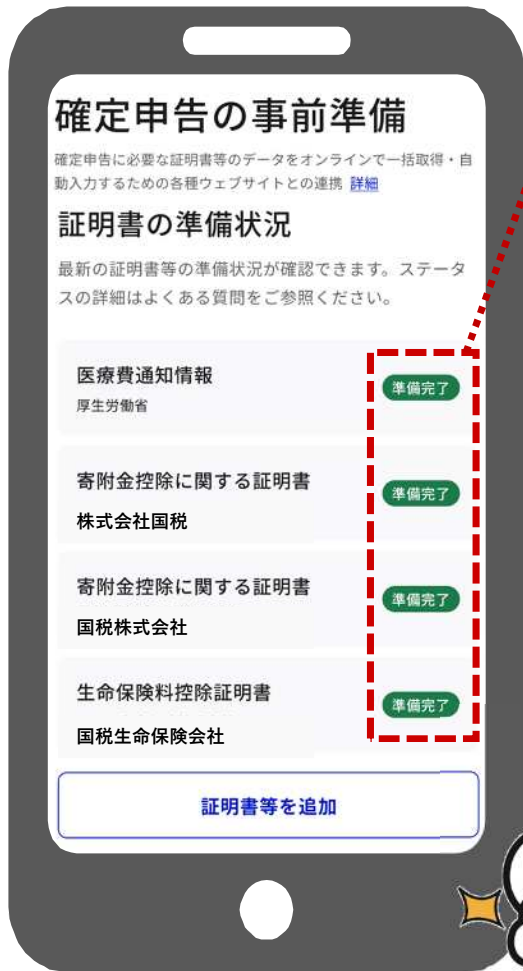 確定申告の事前準備
確定申告に必要な証明書等のデータをオンラインで一括取得・自
動入力するための各種ウェブサイトとの連携 詳細
証明書の準備状況
最新の証明書等の準備状況が確認できます。ステータ
スの詳細はよくある質問をご参照ください。
医療費通知情報
準備完了
厚生労働省
寄附金控除に関する証明書
準備完了
株式会社国税
寄附金控除に関する証明書
準備完了
国税株式会社
生命保険料控除証明書
準備完了
国税生命保険会社
証明書等を追加